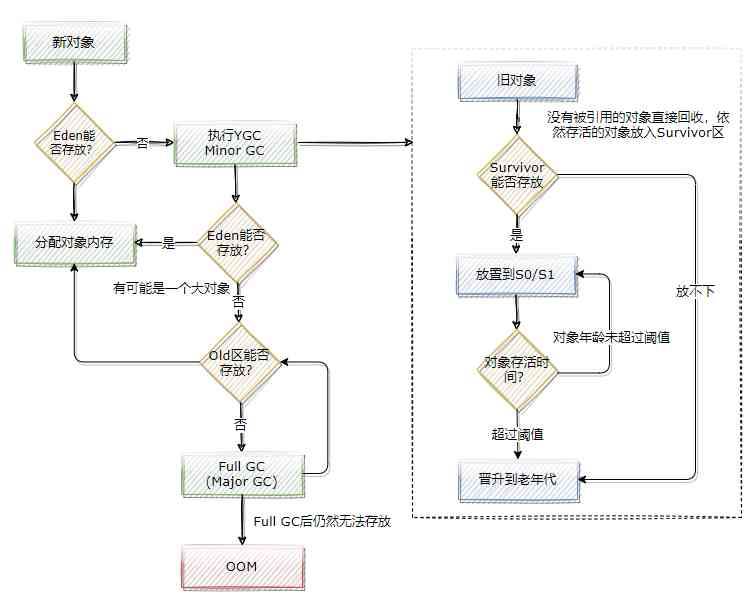 新对象
Eden能
否存放?
否
执行YGC
Minor GC
分配对象内存
是
Eden能否
存放?
有可能是一个大对象
否
Old区能否
存放?
否
Full GC
(Major GC)
Full GC后仍然无法存放
OOM
旧对象
没有被引用的对象直接回收，依
然存活的对象放入Survivor区
Survivor
能否存放
是
放置到S0/S1
放不下
对象年龄未超过阈值
对象存活时
间?
超过阈值
晋升到老年代